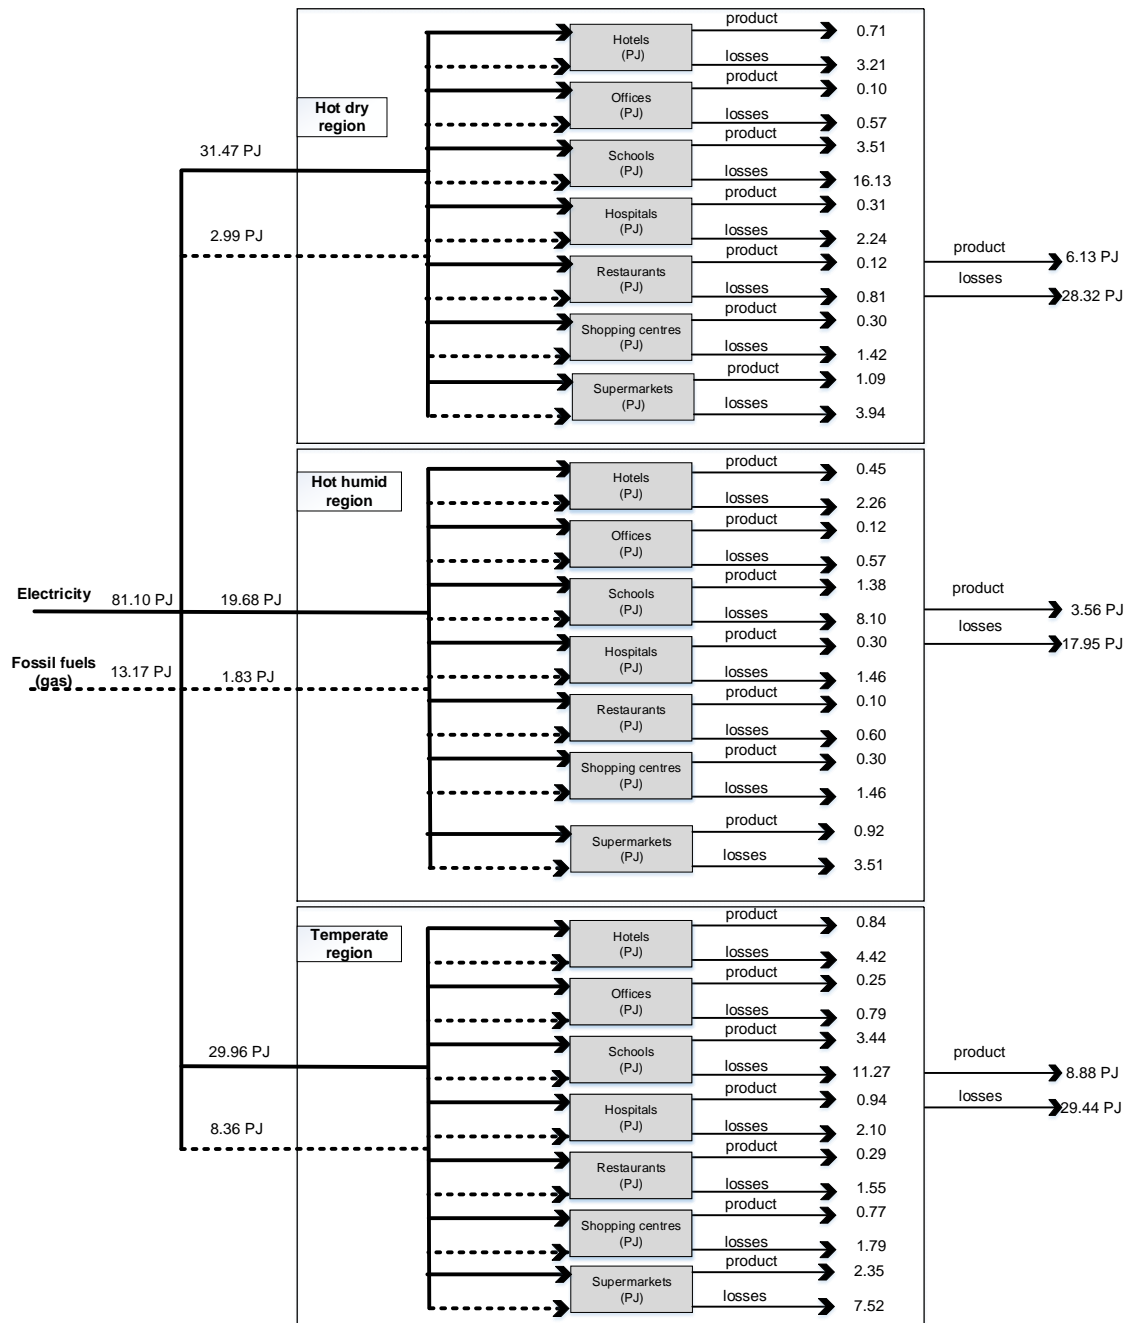 product
0.71
Hotels
(PJ)
losses
3.21
product
0.10
Hot dry
region
Offices
(PJ)
losses
0.57
product
3.51
31.47 PJ
Schools
(PJ)
losses
16.13
product
0.31
Hospitals
(PJ)
2.99 PJ
losses
2.24
product
0.12
product
6.13 PJ
Restaurants
(PJ)
losses
0.81
losses
28.32 PJ
product
0.30
Shopping centres
(PJ)
losses
1.42
product
1.09
Supermarkets
(PJ)
losses
3.94
product
0.45
Hot humid
region
Hotels
(PJ)
losses
2.26
product
0.12
Offices
(PJ)
losses
0.57
product
1.38
Electricity
81.10 PJ
19.68 PJ
Schools
(PJ)
product
3.56 PJ
losses
8.10
product
0.30
losses
17.95 PJ
Fossil fuels
(gas)
13.17 PJ
1.83 PJ
Hospitals
(PJ)
losses
1.46
product
0.10
Restaurants
(PJ)
losses
0.60
product
0.30
Shopping centres
(PJ)
losses
1.46
product
0.92
Supermarkets
(PJ)
losses
3.51
product
0.84
Temperate
region
Hotels
(PJ)
losses
4.42
product
0.25
Offices
(PJ)
losses
0.79
product
3.44
29.96 PJ
Schools
(PJ)
product
8.88 PJ
losses
11.27
product
0.94
losses
29.44 PJ
Hospitals
(PJ)
8.36 PJ
losses
2.10
product
0.29
Restaurants
(PJ)
losses
1.55
product
0.77
Shopping centres
(PJ)
losses
1.79
product
2.35
Supermarkets
(PJ)
losses
7.52